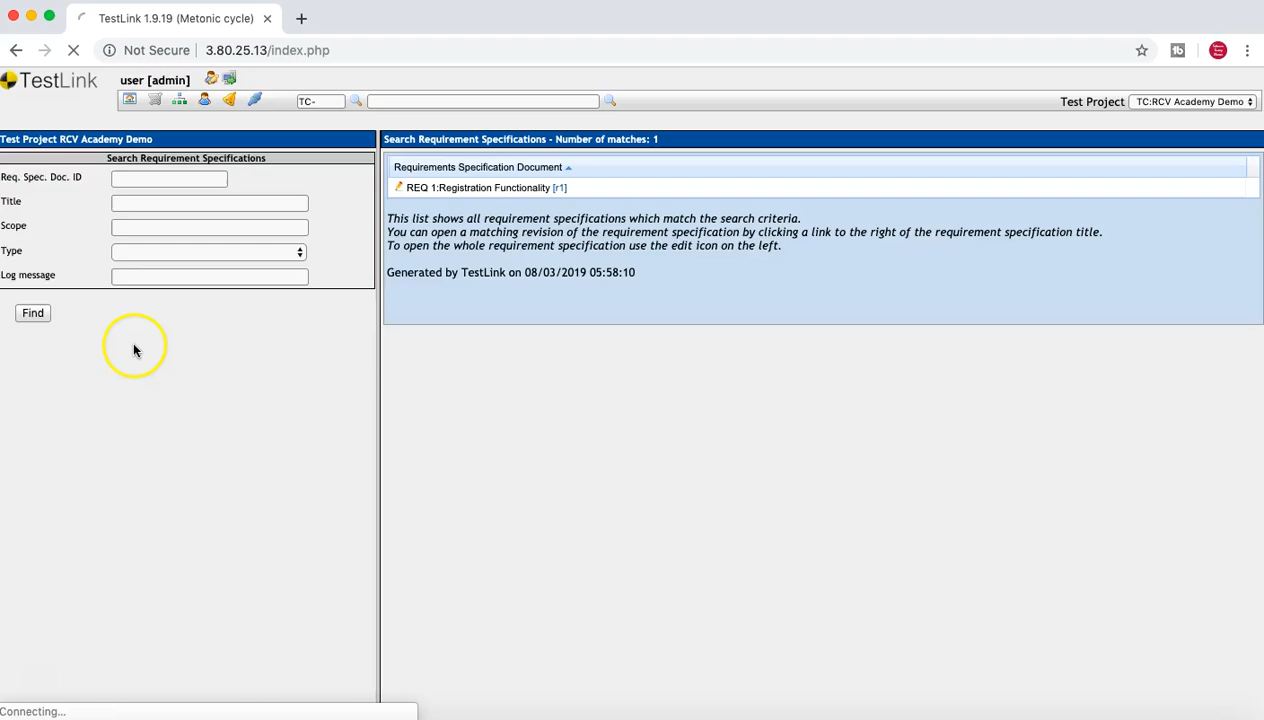 TestLink 1.9.19 (Metonic cycle)
Not Secure 3.80.25.13/index.php
TestLink user [admin]
TC- Test Project TC:RCV Academy Demo
Test Project RCV Academy Demo
Search Requirement Specifications
Req. Spec. Doc. ID
Title
Scope
Type
Log message
Find
Search Requirement Specifications - Number of matches: 1
Requirements Specification Document
REQ 1:Registration Functionality [r1]
This list shows all requirement specifications which match the search criteria.
You can open a matching revision of the requirement specification by clicking a link to the right of the requirement specification title.
To open the whole requirement specification use the edit icon on the left.
Generated by TestLink on 08/03/2019 05:58:10
Connecting...